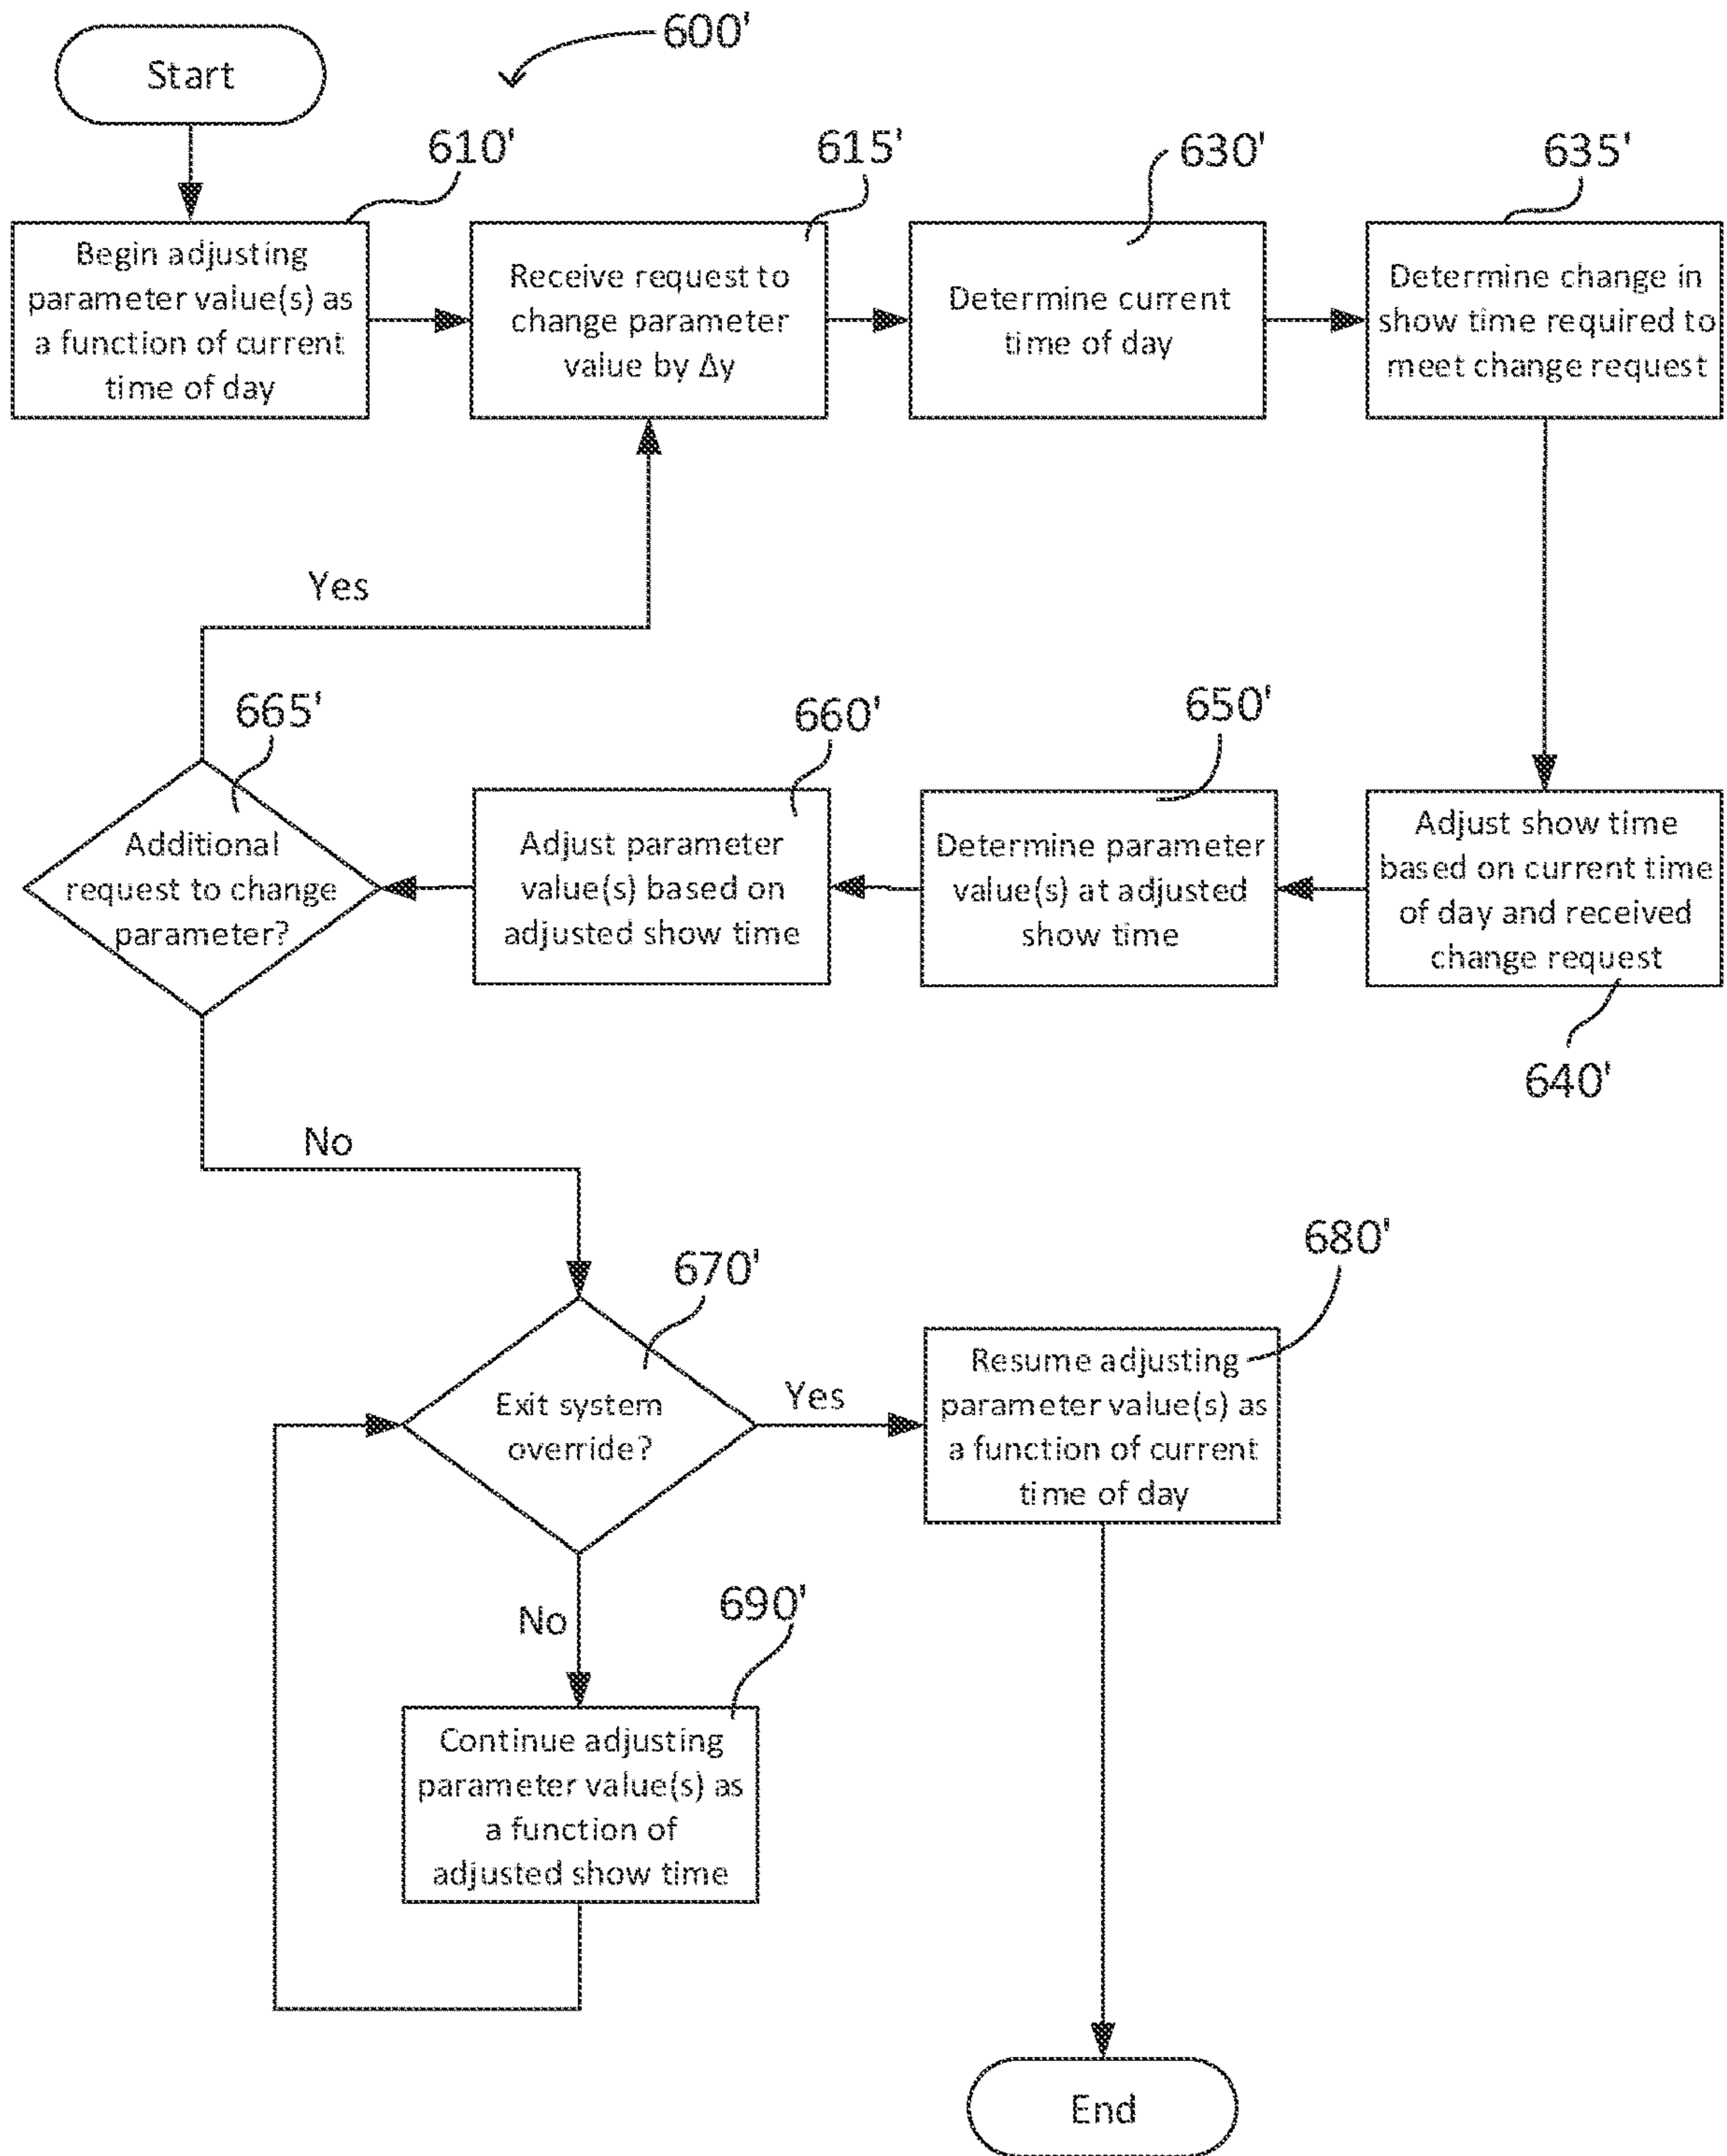 600'
Start
610'
615'
630'
635'
Begin adjusting
parameter value(s) as
a function of current
time of day
Receive request to
change parameter
value by Δy
Determine current
time of day
Determine change in
show time required to
meet change request
Yes
665'
660'
650'
Additional
request to change
parameter?
Adjust parameter
value(s) based on
adjusted show time
Determine parameter
value(s) at adjusted
show time
Adjust show time
based on current time
of day and received
change request
640'
No
670'
680'
Exit system
override?
Yes
Resume adjusting
parameter value(s) as
a function of current
time of day
No
690'
Continue adjusting
parameter value(s) as
a function of
adjusted show time
End